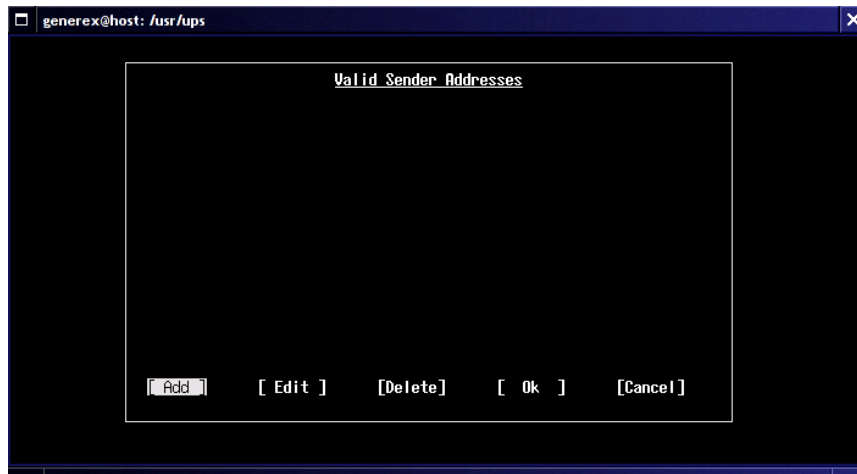 generex@host: /usr/ups
Valid Sender Addresses
[ Add ] [ Edit ] [Delete] [ Ok ] [Cancel]